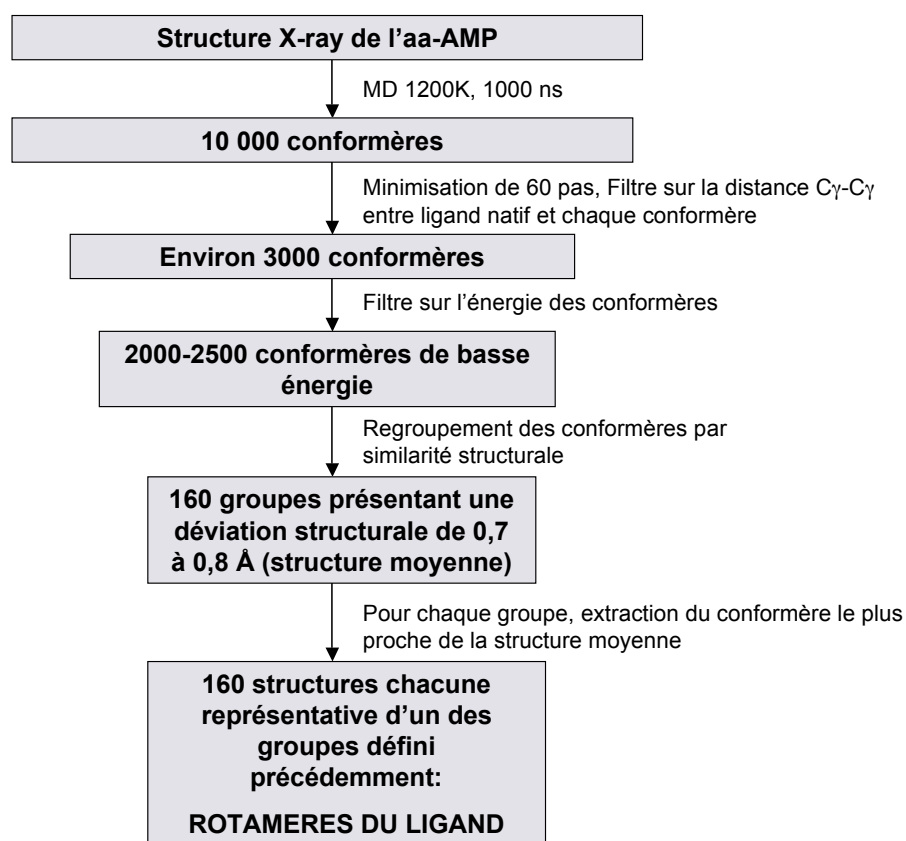 Structure X-ray de l'aa-AMP
MD 1200K, 1000 ns
10 000 conformères
Minimisation de 60 pas, Filtre sur la distance Cγ-Cγ
entre ligand natif et chaque conformère
Environ 3000 conformères
Filtre sur l'énergie des conformères
2000-2500 conformères de basse
énergie
Regroupement des conformères par
similarité structurale
160 groupes présentant une
déviation structurale de 0,7
à 0,8 Å (structure moyenne)
Pour chaque groupe, extraction du conformère le plus
proche de la structure moyenne
160 structures chacune
représentative d'un des
groupes défini
précédemment:
ROTAMERES DU LIGAND